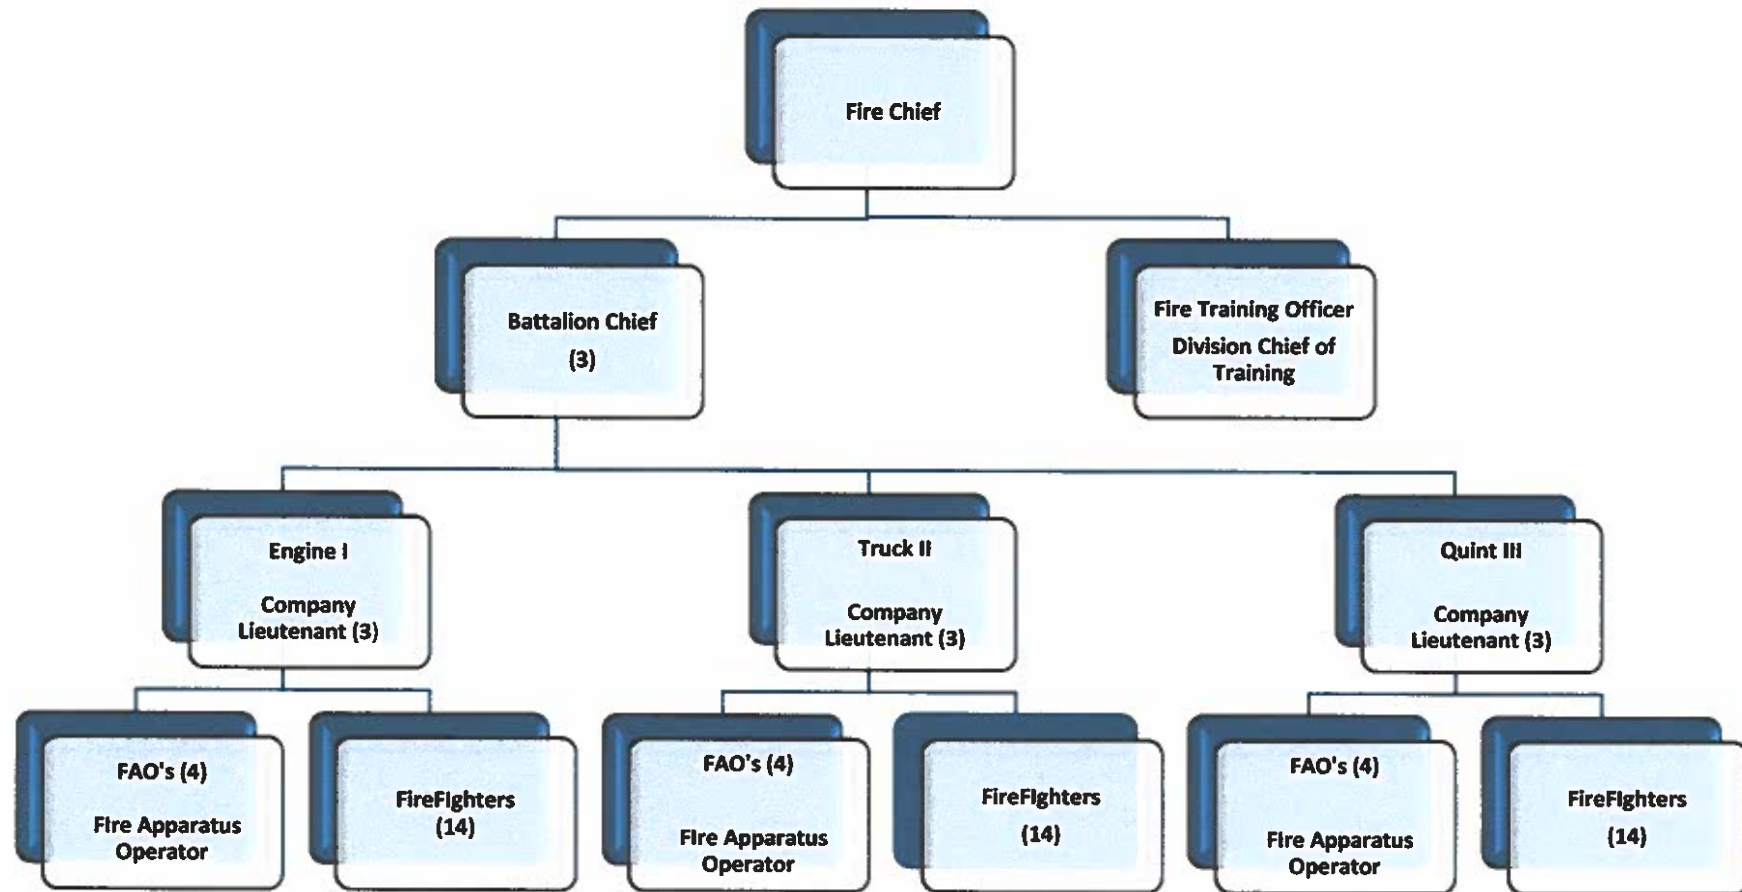 Fire Chief
Battalion Chief
(3)
Fire Training Officer
Division Chief of
Training
Engine I
Company
Lieutenant (3)
Truck II
Company
Lieutenant (3)
Quint III
Company
Lieutenant (3)
FAO's (4)
Fire Apparatus
Operator
FireFighters
(14)
FAO's (4)
Fire Apparatus
Operator
FireFighters
(14)
FAO's (4)
Fire Apparatus
Operator
FireFighters
(14)